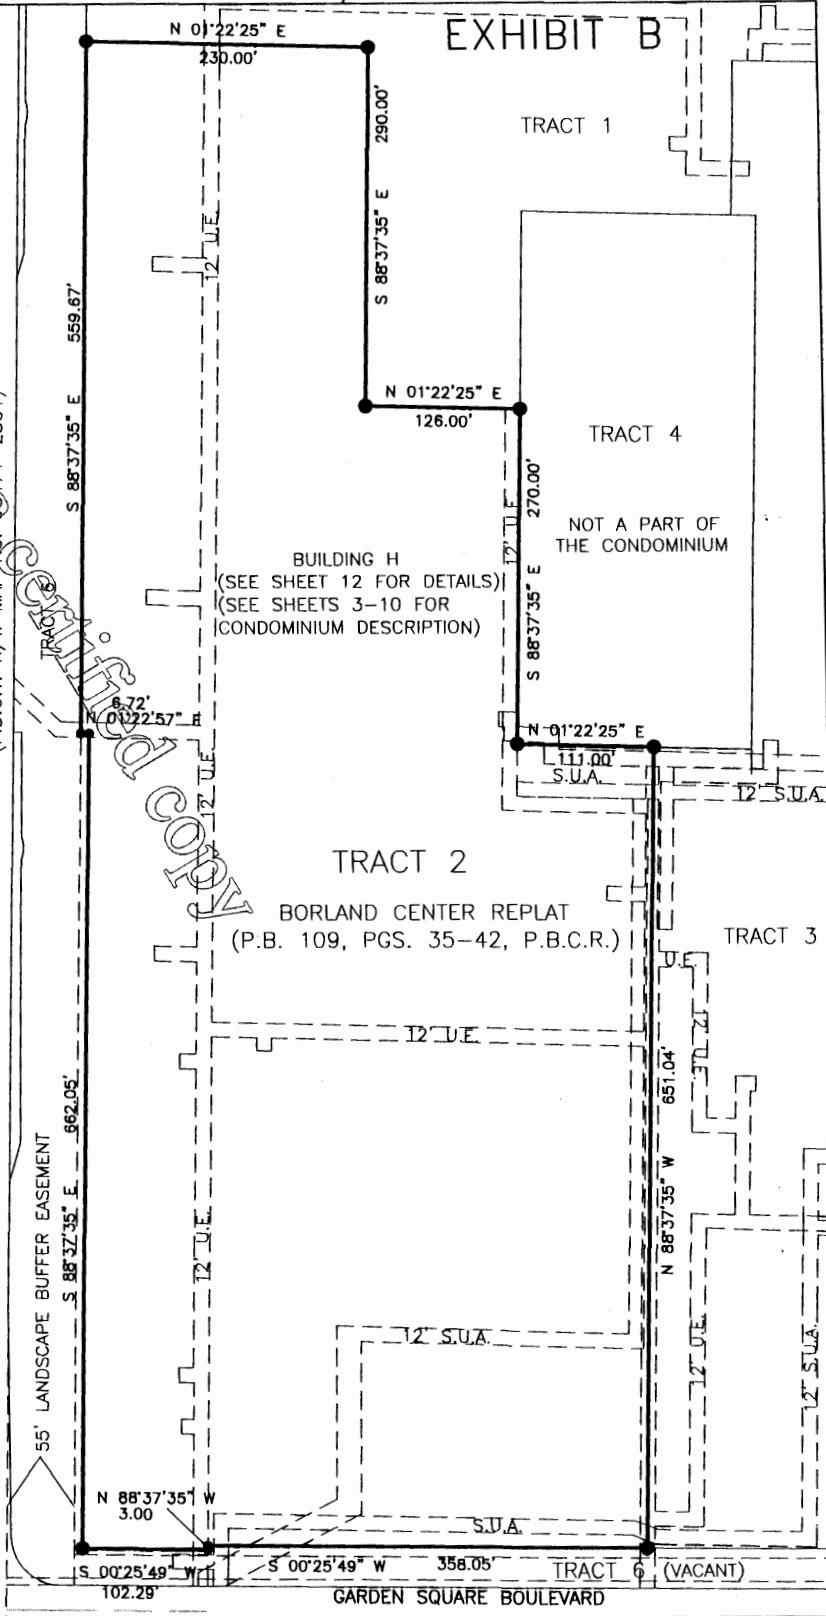 EXHIBIT B
N 01°22'25" E
230.00'
290.00'
S 88°37'35" E
TRACT 1
12' U.E.
559.67'
S 88°37'35" E
N 01°22'25" E
126.00'
TRACT 4
NOT A PART OF
THE CONDOMINIUM
270.00'
S 88°37'35" E
12' U.E.
BUILDING H
(SEE SHEET 12 FOR DETAILS)
(SEE SHEETS 3-10 FOR
CONDOMINIUM DESCRIPTION)
TRACT 6
certified copy
6.72'
N 01°22'57" E
N 01°22'25" E
111.00'
S.U.A.
12' S.U.A.
12' U.E.
TRACT 2
BORLAND CENTER REPLAT
(P.B. 109, PGS. 35-42, P.B.C.R.)
TRACT 3
U.E.
12' U.E.
12' U.E.
651.04'
N 88°37'35" W
662.05'
S 88°37'35" E
55' LANDSCAPE BUFFER EASEMENT
12' U.E.
12' S.U.A.
12' U.E.
12' S.U.A.
N 88°37'35" W
3.00
S.U.A.
S 00°25'49" W
102.29'
S 00°25'49" W
358.05'
TRACT 6 (VACANT)
GARDEN SQUARE BOULEVARD